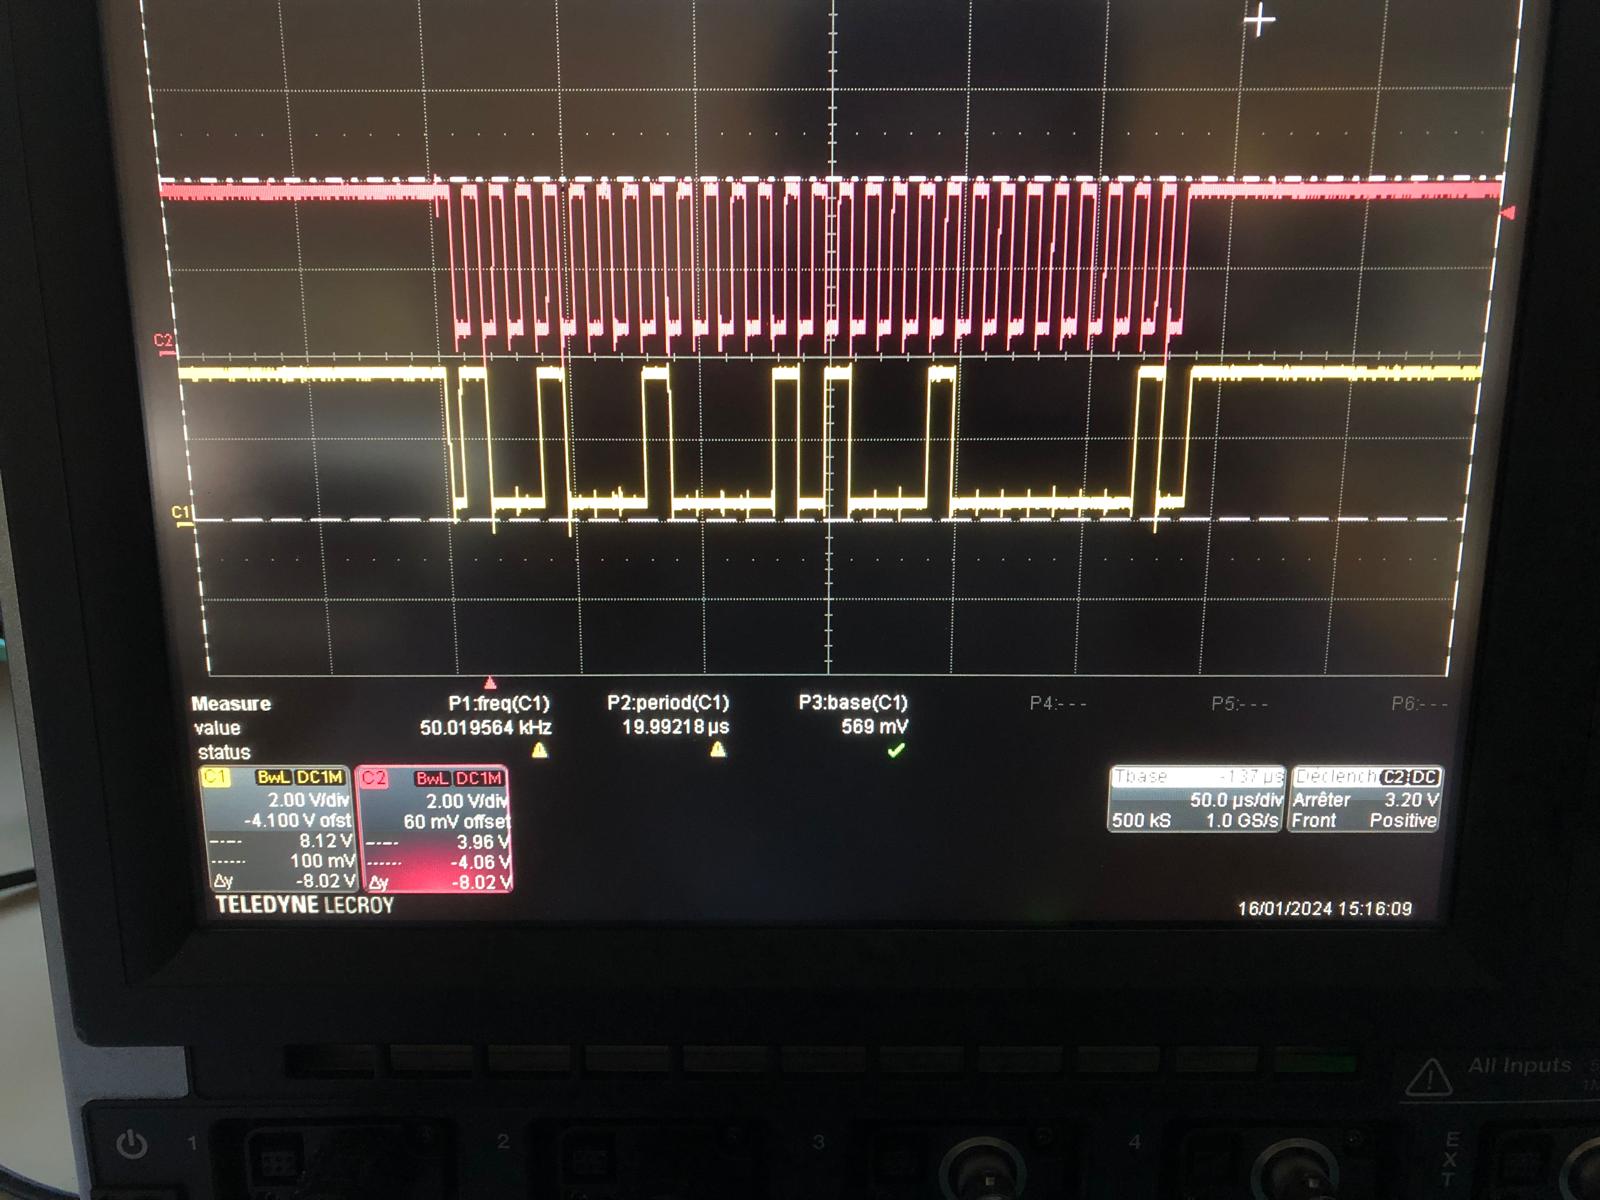 C2
C1
Measure P1:freq(C1) P2:period(C1) P3:base(C1) P4:--- P5:--- P6:---
value 50.019564 kHz 19.99218 µs 569 mV
status
C1 BwL DC1M C2 BwL DC1M Tbase -137 µs Déclench C2 DC
2.00 V/div 2.00 V/div 50.0 µs/div Arrêter 3.20 V
-4.100 V ofst 60 mV offset 500 kS 1.0 GS/s Front Positive
8.12 V 3.96 V
100 mV -4.06 V
Δy -8.02 V Δy -8.02 V
TELEDYNE LECROY
16/01/2024 15:16:09
All Inputs
1 2 3 4 EXT